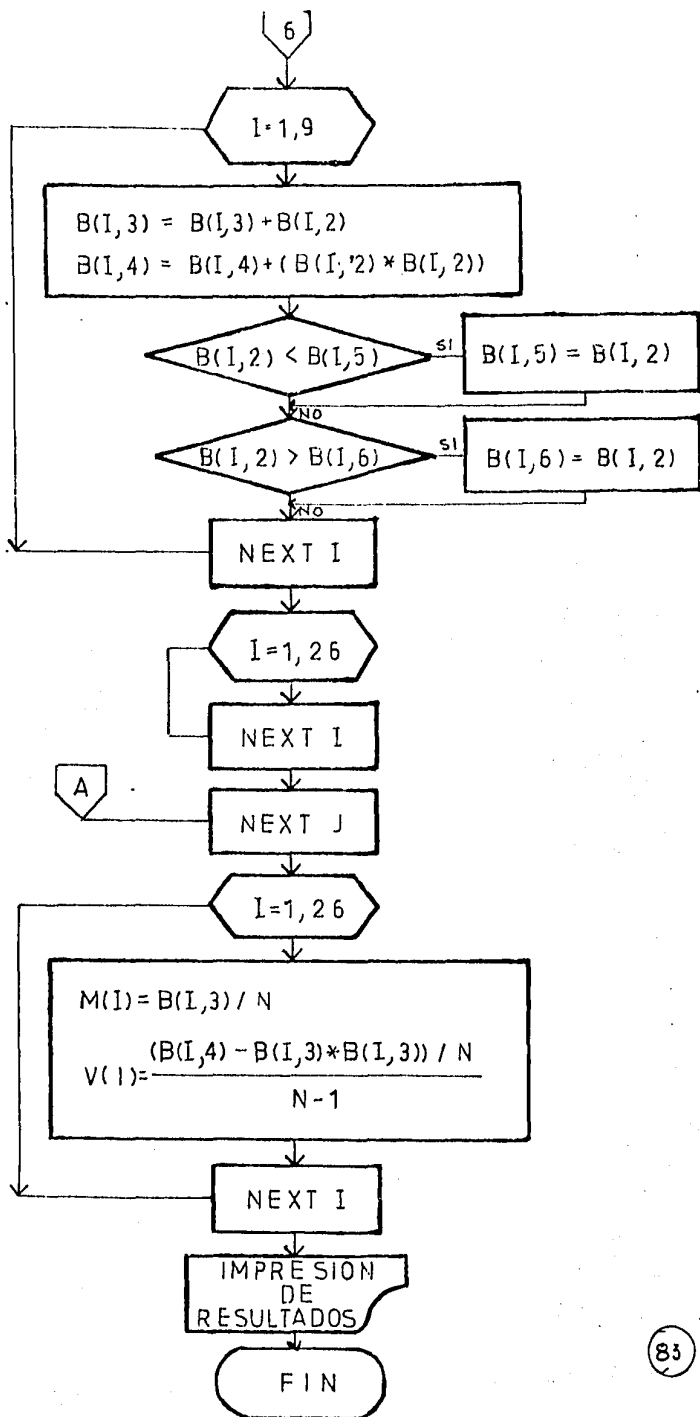 6
I=1,9
B(I,3) = B(I,3)+B(I,2)
B(I,4) = B(I,4)+(B(I,'2)*B(I,2))
B(I,2) < B(I,5)
SI
B(I,5) = B(I,2)
NO
B(I,2) > B(I,6)
SI
B(I,6) = B(I,2)
NO
NEXT I
I=1,26
NEXT I
A
NEXT J
I=1,26
M(I)=B(I,3)/N
(B(I,4)-B(I,3)*B(I,3))/N
V(I)=
N-1
NEXT I
IMPRESION
DE
RESULTADOS
FIN
83